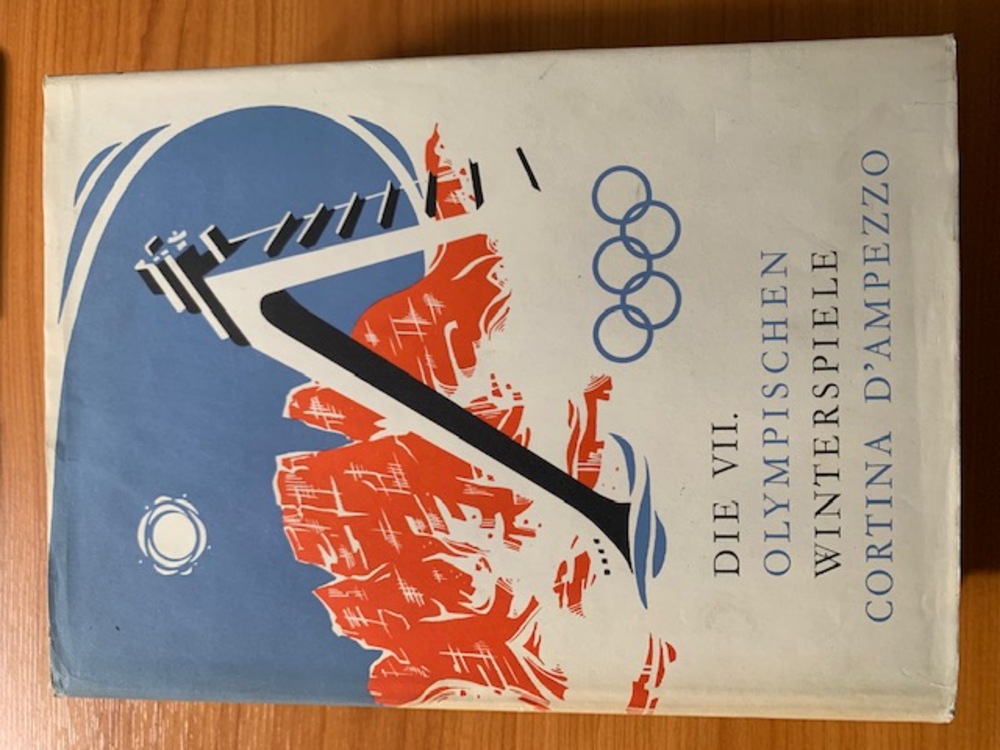 DIE VII.
OLYMPISCHEN
WINTERSPIELE
CORTINA D'AMPEZZO